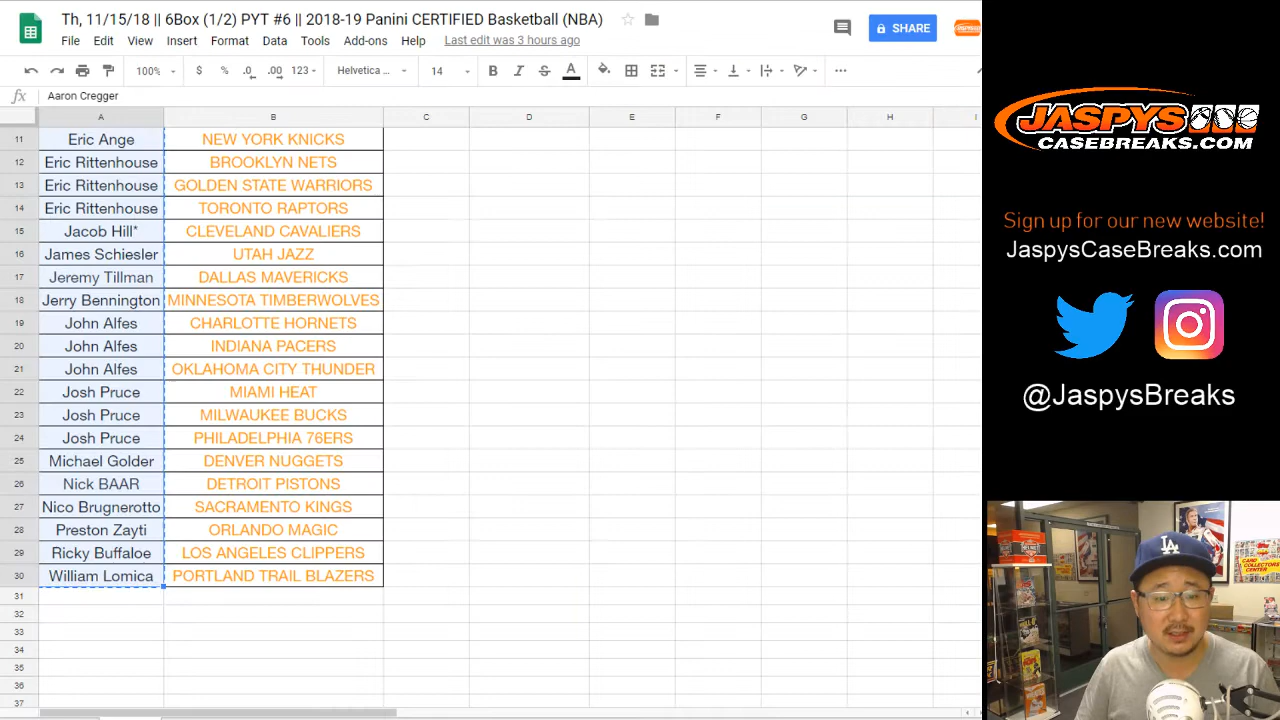 Th, 11/15/18 || 6Box (1/2) PYT #6 || 2018-19 Panini CERTIFIED Basketball (NBA)
File Edit View Insert Format Data Tools Add-ons Help Last edit was 3 hours ago
SHARE
100% $ % .0 .00 123 Helvetica ... 14 B I S A
fx Aaron Cregger
A B C D E F G H I
11 Eric Ange NEW YORK KNICKS
12 Eric Rittenhouse BROOKLYN NETS
13 Eric Rittenhouse GOLDEN STATE WARRIORS
14 Eric Rittenhouse TORONTO RAPTORS
15 Jacob Hill* CLEVELAND CAVALIERS
16 James Schiesler UTAH JAZZ
17 Jeremy Tillman DALLAS MAVERICKS
18 Jerry Bennington MINNESOTA TIMBERWOLVES
19 John Alfes CHARLOTTE HORNETS
20 John Alfes INDIANA PACERS
21 John Alfes OKLAHOMA CITY THUNDER
22 Josh Pruce MIAMI HEAT
23 Josh Pruce MILWAUKEE BUCKS
24 Josh Pruce PHILADELPHIA 76ERS
25 Michael Golder DENVER NUGGETS
26 Nick BAAR DETROIT PISTONS
27 Nico Brugnerotto SACRAMENTO KINGS
28 Preston Zayti ORLANDO MAGIC
29 Ricky Buffaloe LOS ANGELES CLIPPERS
30 William Lomica PORTLAND TRAIL BLAZERS
31
32
33
34
35
36
37
JASPYS
CASEBREAKS.COM
Sign up for our new website!
JaspysCaseBreaks.com
@JaspysBreaks
LA
CARD
COLLECTORS
CENTER